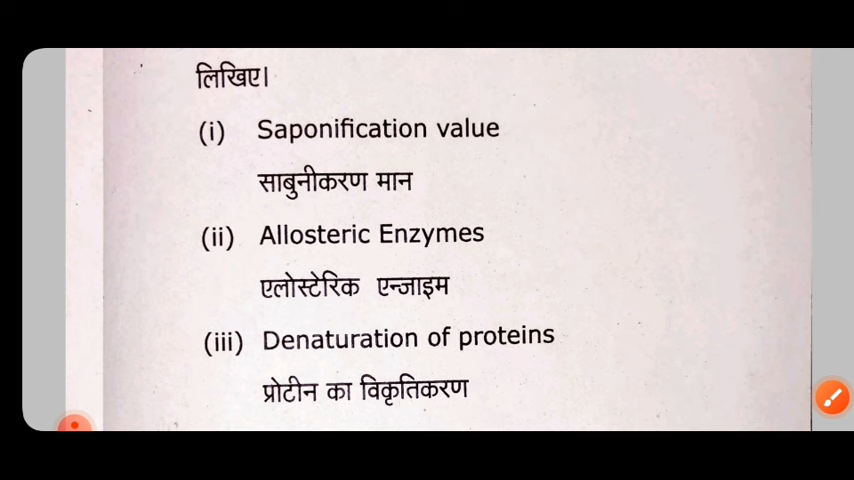 लिखिए।
(i) Saponification value
साबुनीकरण मान
(ii) Allosteric Enzymes
एलोस्टेरिक एन्जाइम
(iii) Denaturation of proteins
प्रोटीन का विकृतिकरण